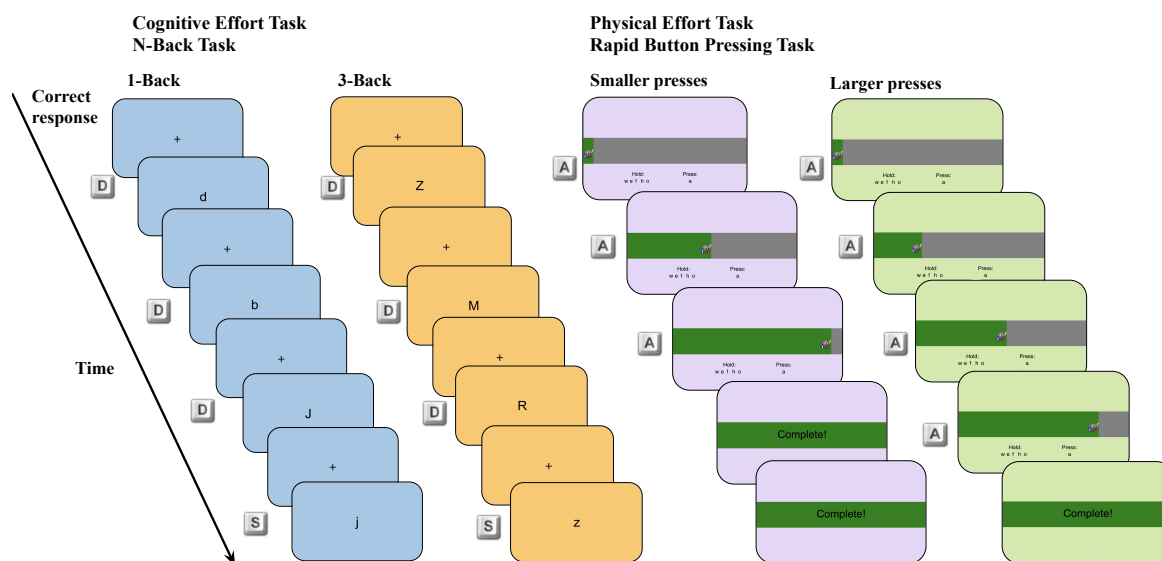 Cognitive Effort Task
N-Back Task
Physical Effort Task
Rapid Button Pressing Task
1-Back
3-Back
Smaller presses
Larger presses
Correct
response
Time
+
D
d
+
D
b
+
D
J
+
S
j
+
D
Z
+
D
M
+
D
R
+
S
z
A
Hold: Press:
w e f h o a
A
Hold: Press:
w e f h o a
A
Hold: Press:
w e f h o a
Complete!
Complete!
A
Hold: Press:
w e f h o a
A
Hold: Press:
w e f h o a
A
Hold: Press:
w e f h o a
A
Hold: Press:
w e f h o a
Complete!